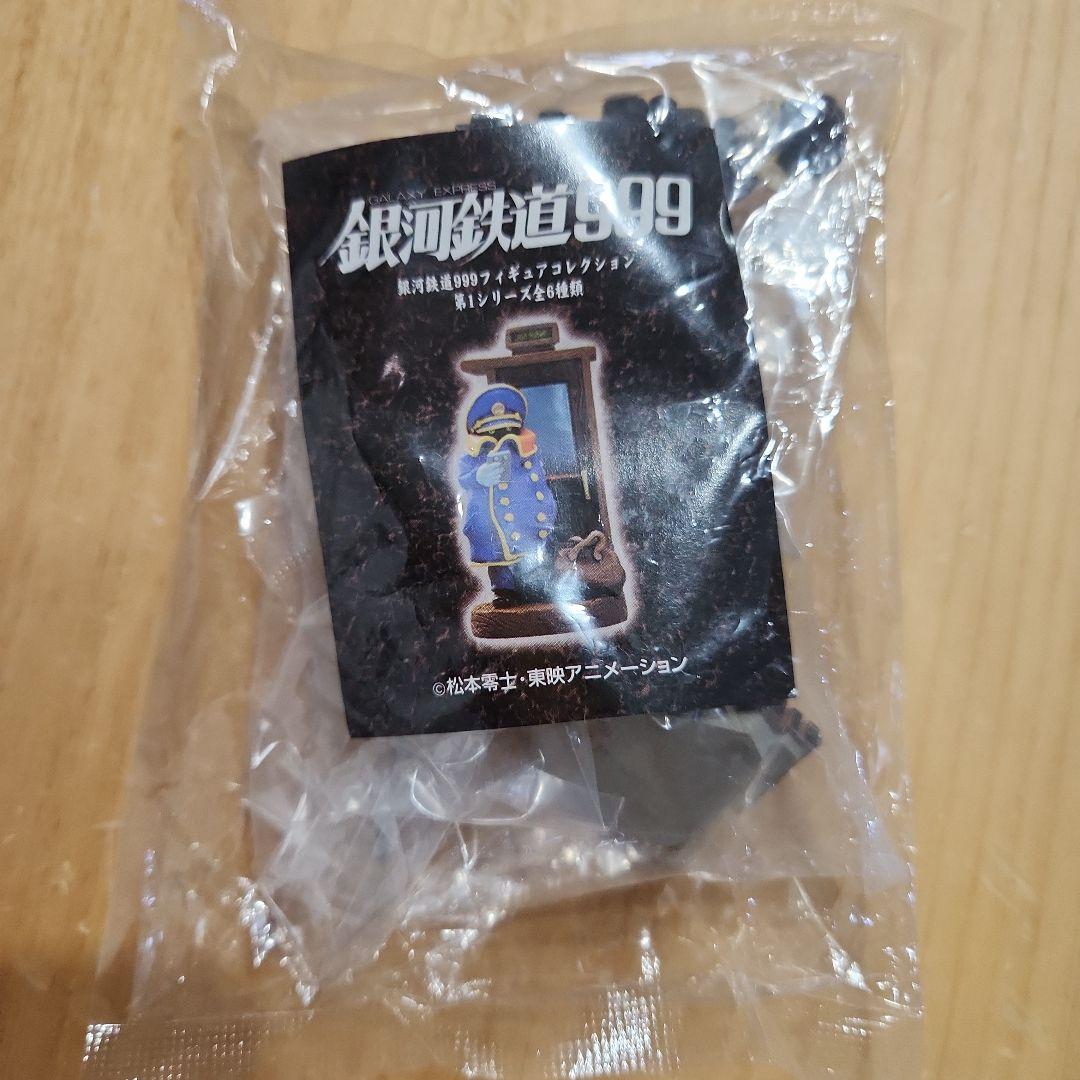 GALAXY EXPRESS
銀河鉄道999
銀河鉄道999フィギュアコレクション
第1シリーズ全6種類
©松本零士・東映アニメーション